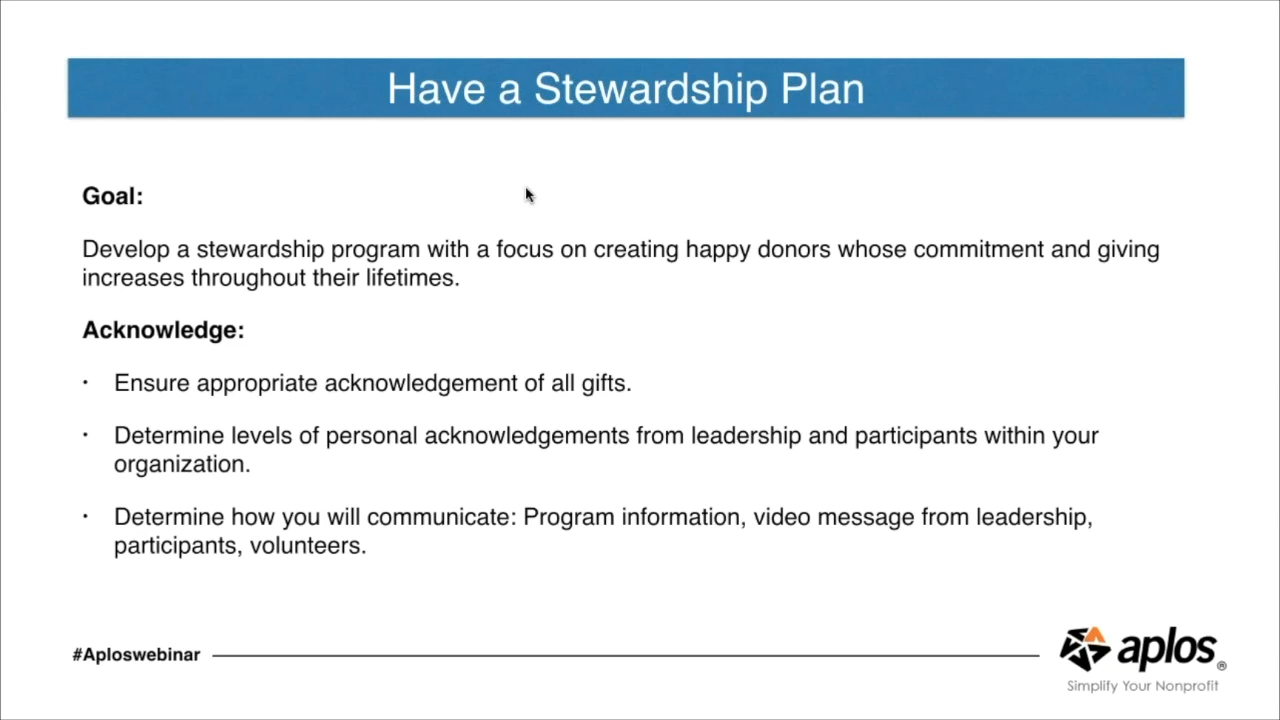 Have a Stewardship Plan
Goal:
Develop a stewardship program with a focus on creating happy donors whose commitment and giving
increases throughout their lifetimes.
Acknowledge:
· Ensure appropriate acknowledgement of all gifts.
· Determine levels of personal acknowledgements from leadership and participants within your
organization.
· Determine how you will communicate: Program information, video message from leadership,
participants, volunteers.
#Aploswebinar
aplos®
Simplify Your Nonprofit